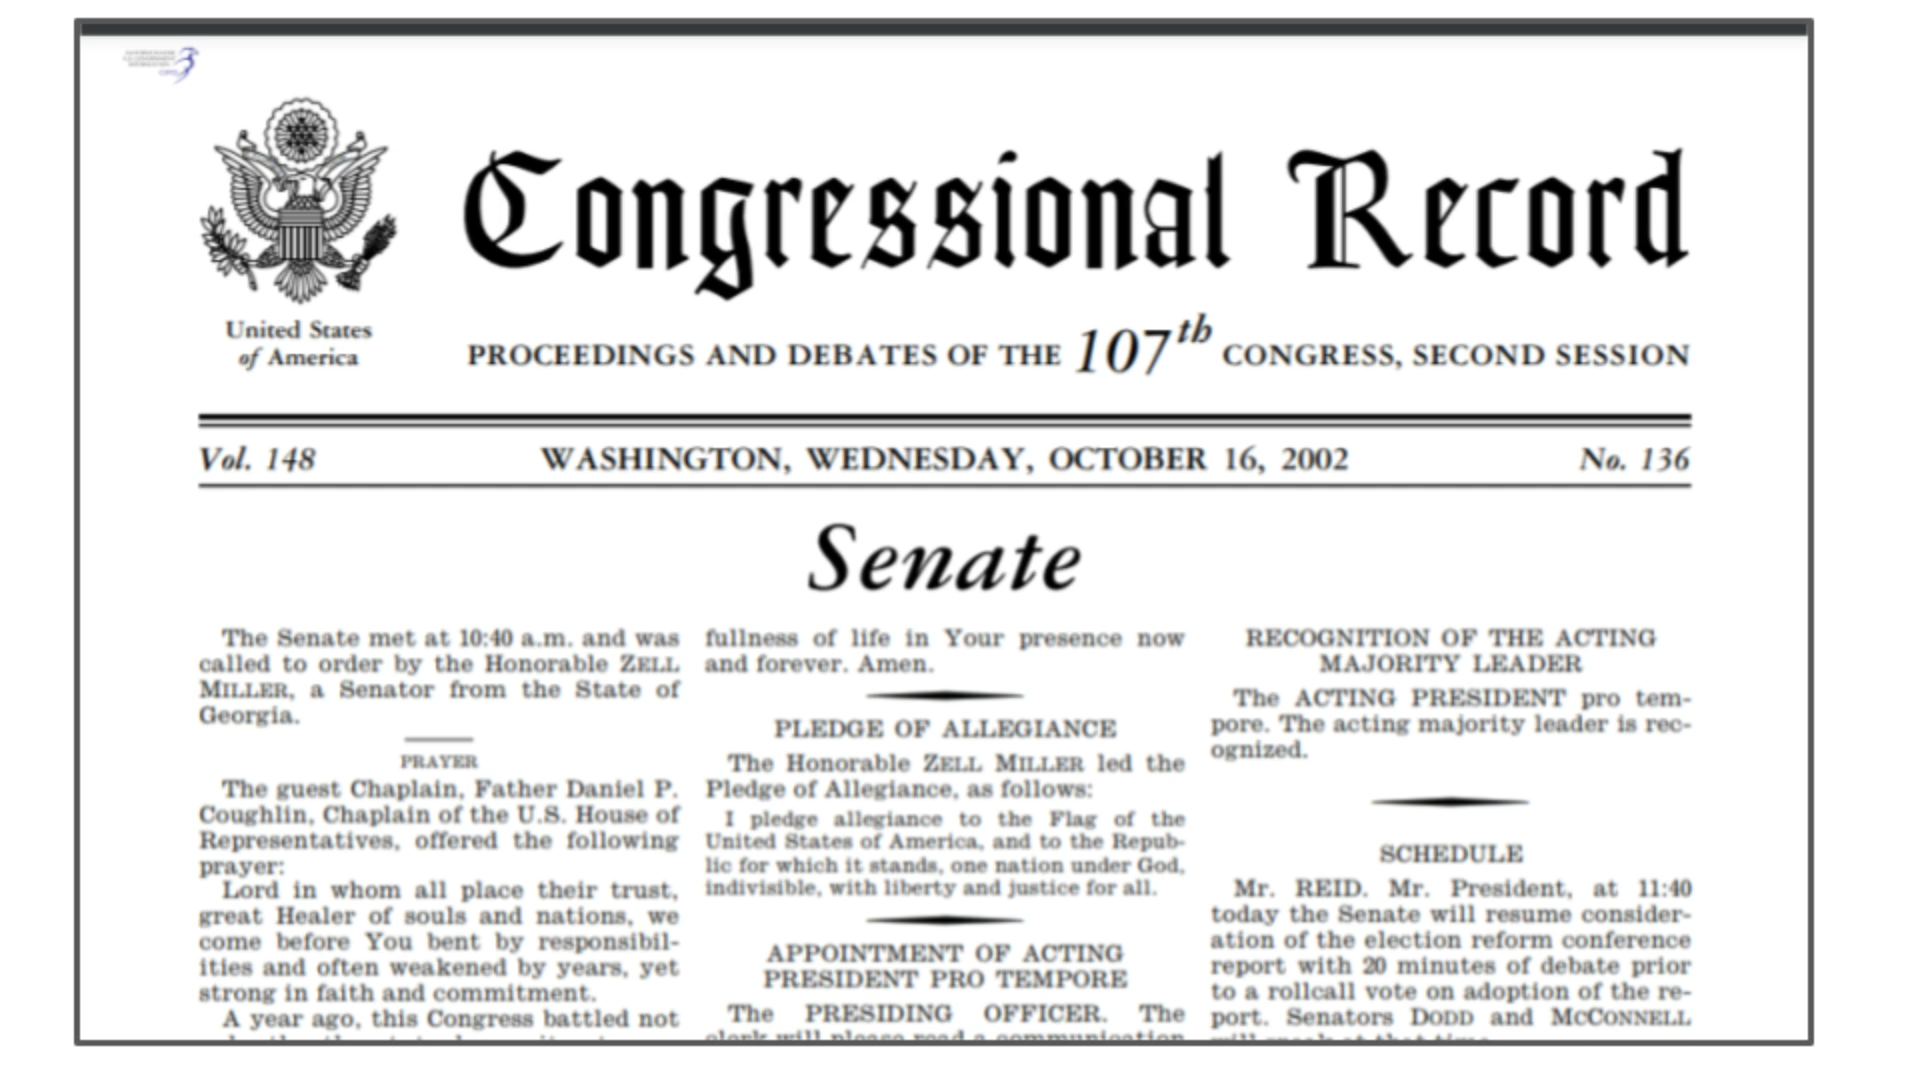 Congressional Record
United States
of America
PROCEEDINGS AND DEBATES OF THE 107th CONGRESS, SECOND SESSION
Vol. 148 WASHINGTON, WEDNESDAY, OCTOBER 16, 2002 No. 136
Senate
The Senate met at 10:40 a.m. and was
called to order by the Honorable ZELL
MILLER, a Senator from the State of
Georgia.
PRAYER
The guest Chaplain, Father Daniel P.
Coughlin, Chaplain of the U.S. House of
Representatives, offered the following
prayer:
Lord in whom all place their trust,
great Healer of souls and nations, we
come before You bent by responsibil-
ities and often weakened by years, yet
strong in faith and commitment.
A year ago, this Congress battled not
fullness of life in Your presence now
and forever. Amen.
PLEDGE OF ALLEGIANCE
The Honorable ZELL MILLER led the
Pledge of Allegiance, as follows:
I pledge allegiance to the Flag of the
United States of America, and to the Repub-
lic for which it stands, one nation under God,
indivisible, with liberty and justice for all.
APPOINTMENT OF ACTING
PRESIDENT PRO TEMPORE
The PRESIDING OFFICER. The
clerk will please read a communication
RECOGNITION OF THE ACTING
MAJORITY LEADER
The ACTING PRESIDENT pro tem-
pore. The acting majority leader is rec-
ognized.
SCHEDULE
Mr. REID. Mr. President, at 11:40
today the Senate will resume consider-
ation of the election reform conference
report with 20 minutes of debate prior
to a rollcall vote on adoption of the re-
port. Senators DODD and MCCONNELL
will speak at that time.